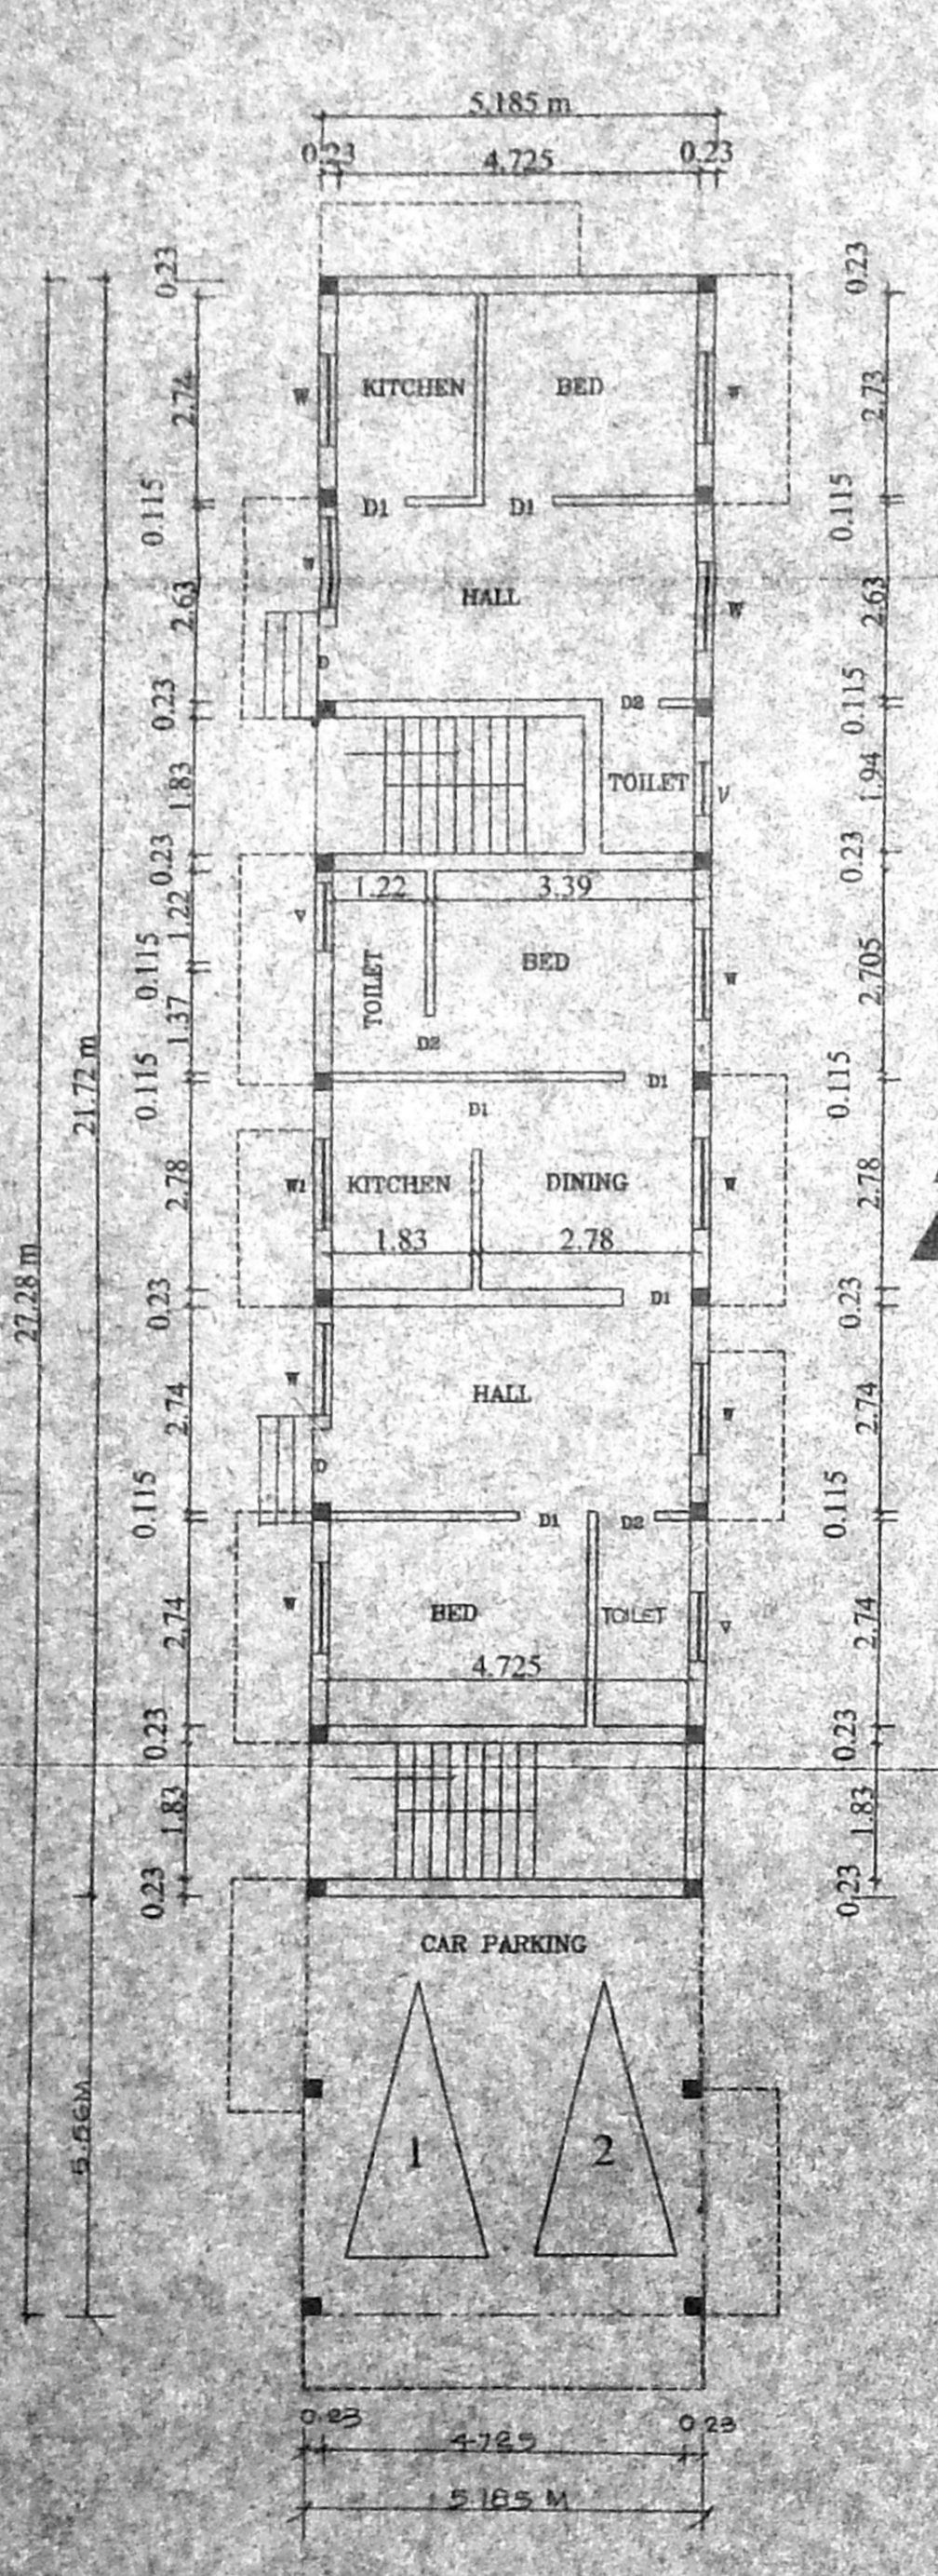 5.185 m
0.23 4.725 0.23
0.23 0.23
2.74 KITCHEN BED 2.73
W W
0.115 D1 D1 0.115
W
2.63 HALL W 2.63
D
0.23 D2 0.115
1.83 TOILET V 1.94
0.23 0.23
1.22 3.39
V 1.22
0.115 TOILET BED W 2.705
1.37 D2
21.72 m
0.115 D1 0.115
D1
2.78 W1 KITCHEN DINING W 2.78
1.83 2.78
27.28 m
0.23 D1 0.23
W
2.74 HALL W 2.74
D
0.115 D1 D2 0.115
2.74 W BED TOILET V 2.74
4.725
0.23 0.23
1.83 1.83
0.23 0.23
CAR PARKING
5.56M
1 2
0.23 0.23
4.725
5.185 M